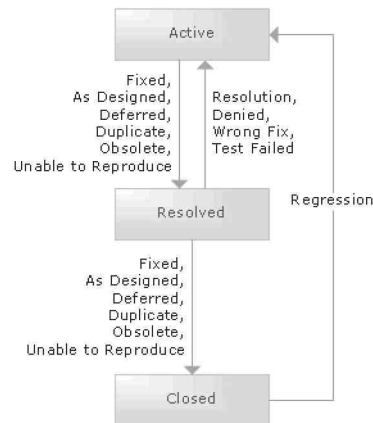 Active
Fixed,
As Designed,
Deferred,
Duplicate,
Obsolete,
Unable to Reproduce
Resolution,
Denied,
Wrong Fix,
Test Failed
Resolved
Regression
Fixed,
As Designed,
Deferred,
Duplicate,
Obsolete,
Unable to Reproduce
Closed